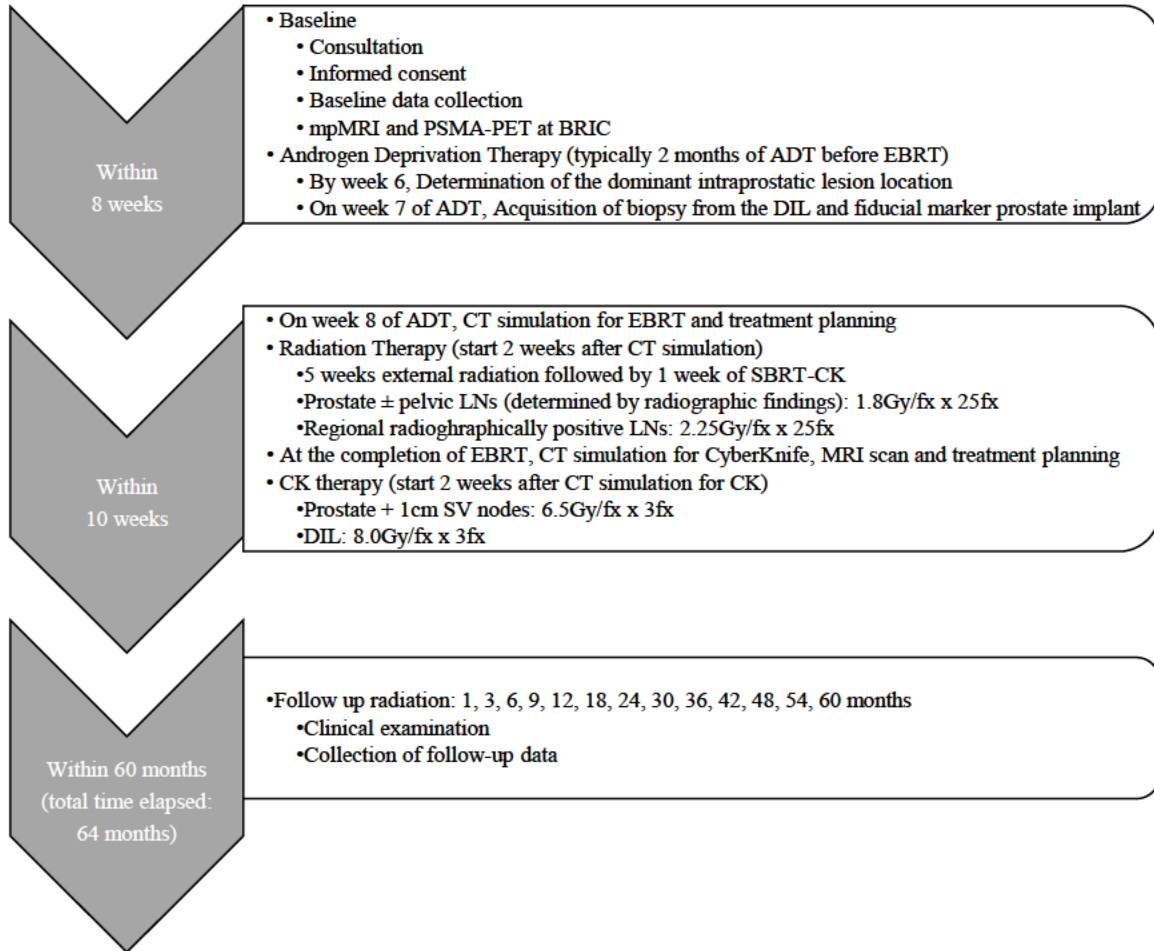 Within
8 weeks
• Baseline
• Consultation
• Informed consent
• Baseline data collection
• mpMRI and PSMA-PET at BRIC
• Androgen Deprivation Therapy (typically 2 months of ADT before EBRT)
• By week 6, Determination of the dominant intraprostatic lesion location
• On week 7 of ADT, Acquisition of biopsy from the DIL and fiducial marker prostate implant
Within
10 weeks
• On week 8 of ADT, CT simulation for EBRT and treatment planning
• Radiation Therapy (start 2 weeks after CT simulation)
•5 weeks external radiation followed by 1 week of SBRT-CK
•Prostate ± pelvic LNs (determined by radiographic findings): 1.8Gy/fx x 25fx
•Regional radioghraphically positive LNs: 2.25Gy/fx x 25fx
• At the completion of EBRT, CT simulation for CyberKnife, MRI scan and treatment planning
• CK therapy (start 2 weeks after CT simulation for CK)
•Prostate + 1cm SV nodes: 6.5Gy/fx x 3fx
•DIL: 8.0Gy/fx x 3fx
Within 60 months
(total time elapsed:
64 months)
•Follow up radiation: 1, 3, 6, 9, 12, 18, 24, 30, 36, 42, 48, 54, 60 months
•Clinical examination
•Collection of follow-up data